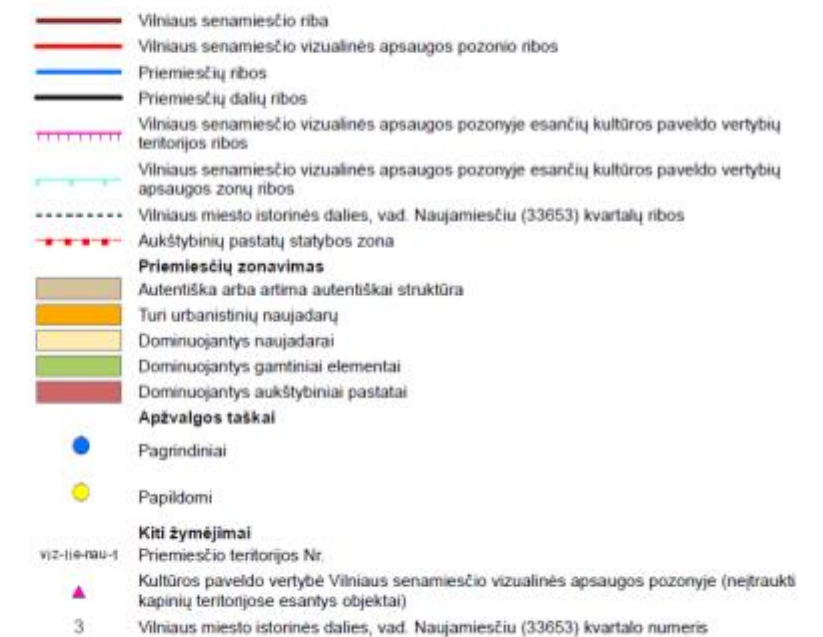 Vilniaus senamiesčio riba
Vilniaus senamiesčio vizualinės apsaugos pozonio ribos
Priemiesčių ribos
Priemiesčių dalių ribos
Vilniaus senamiesčio vizualinės apsaugos pozonyje esančių kultūros paveldo vertybių
teritorijos ribos
Vilniaus senamiesčio vizualinės apsaugos pozonyje esančių kultūros paveldo vertybių
apsaugos zonų ribos
Vilniaus miesto istorinės dalies, vad. Naujamiesčiu (33653) kvartalų ribos
Aukštybinių pastatų statybos zona
Priemiesčių zonavimas
Autentiška arba artima autentiškai struktūra
Turi urbanistinių naujadarų
Dominuojantys naujadarai
Dominuojantys gamtiniai elementai
Dominuojantys aukštybiniai pastatai
Apžvalgos taškai
Pagrindiniai
Papildomi
Kiti žymėjimai
viz-lie-nau-1 Priemiesčio teritorijos Nr.
Kultūros paveldo vertybė Vilniaus senamiesčio vizualinės apsaugos pozonyje (neįtraukti
kapinių teritorijose esantys objektai)
3 Vilniaus miesto istorinės dalies, vad. Naujamiesčiu (33653) kvartalo numeris